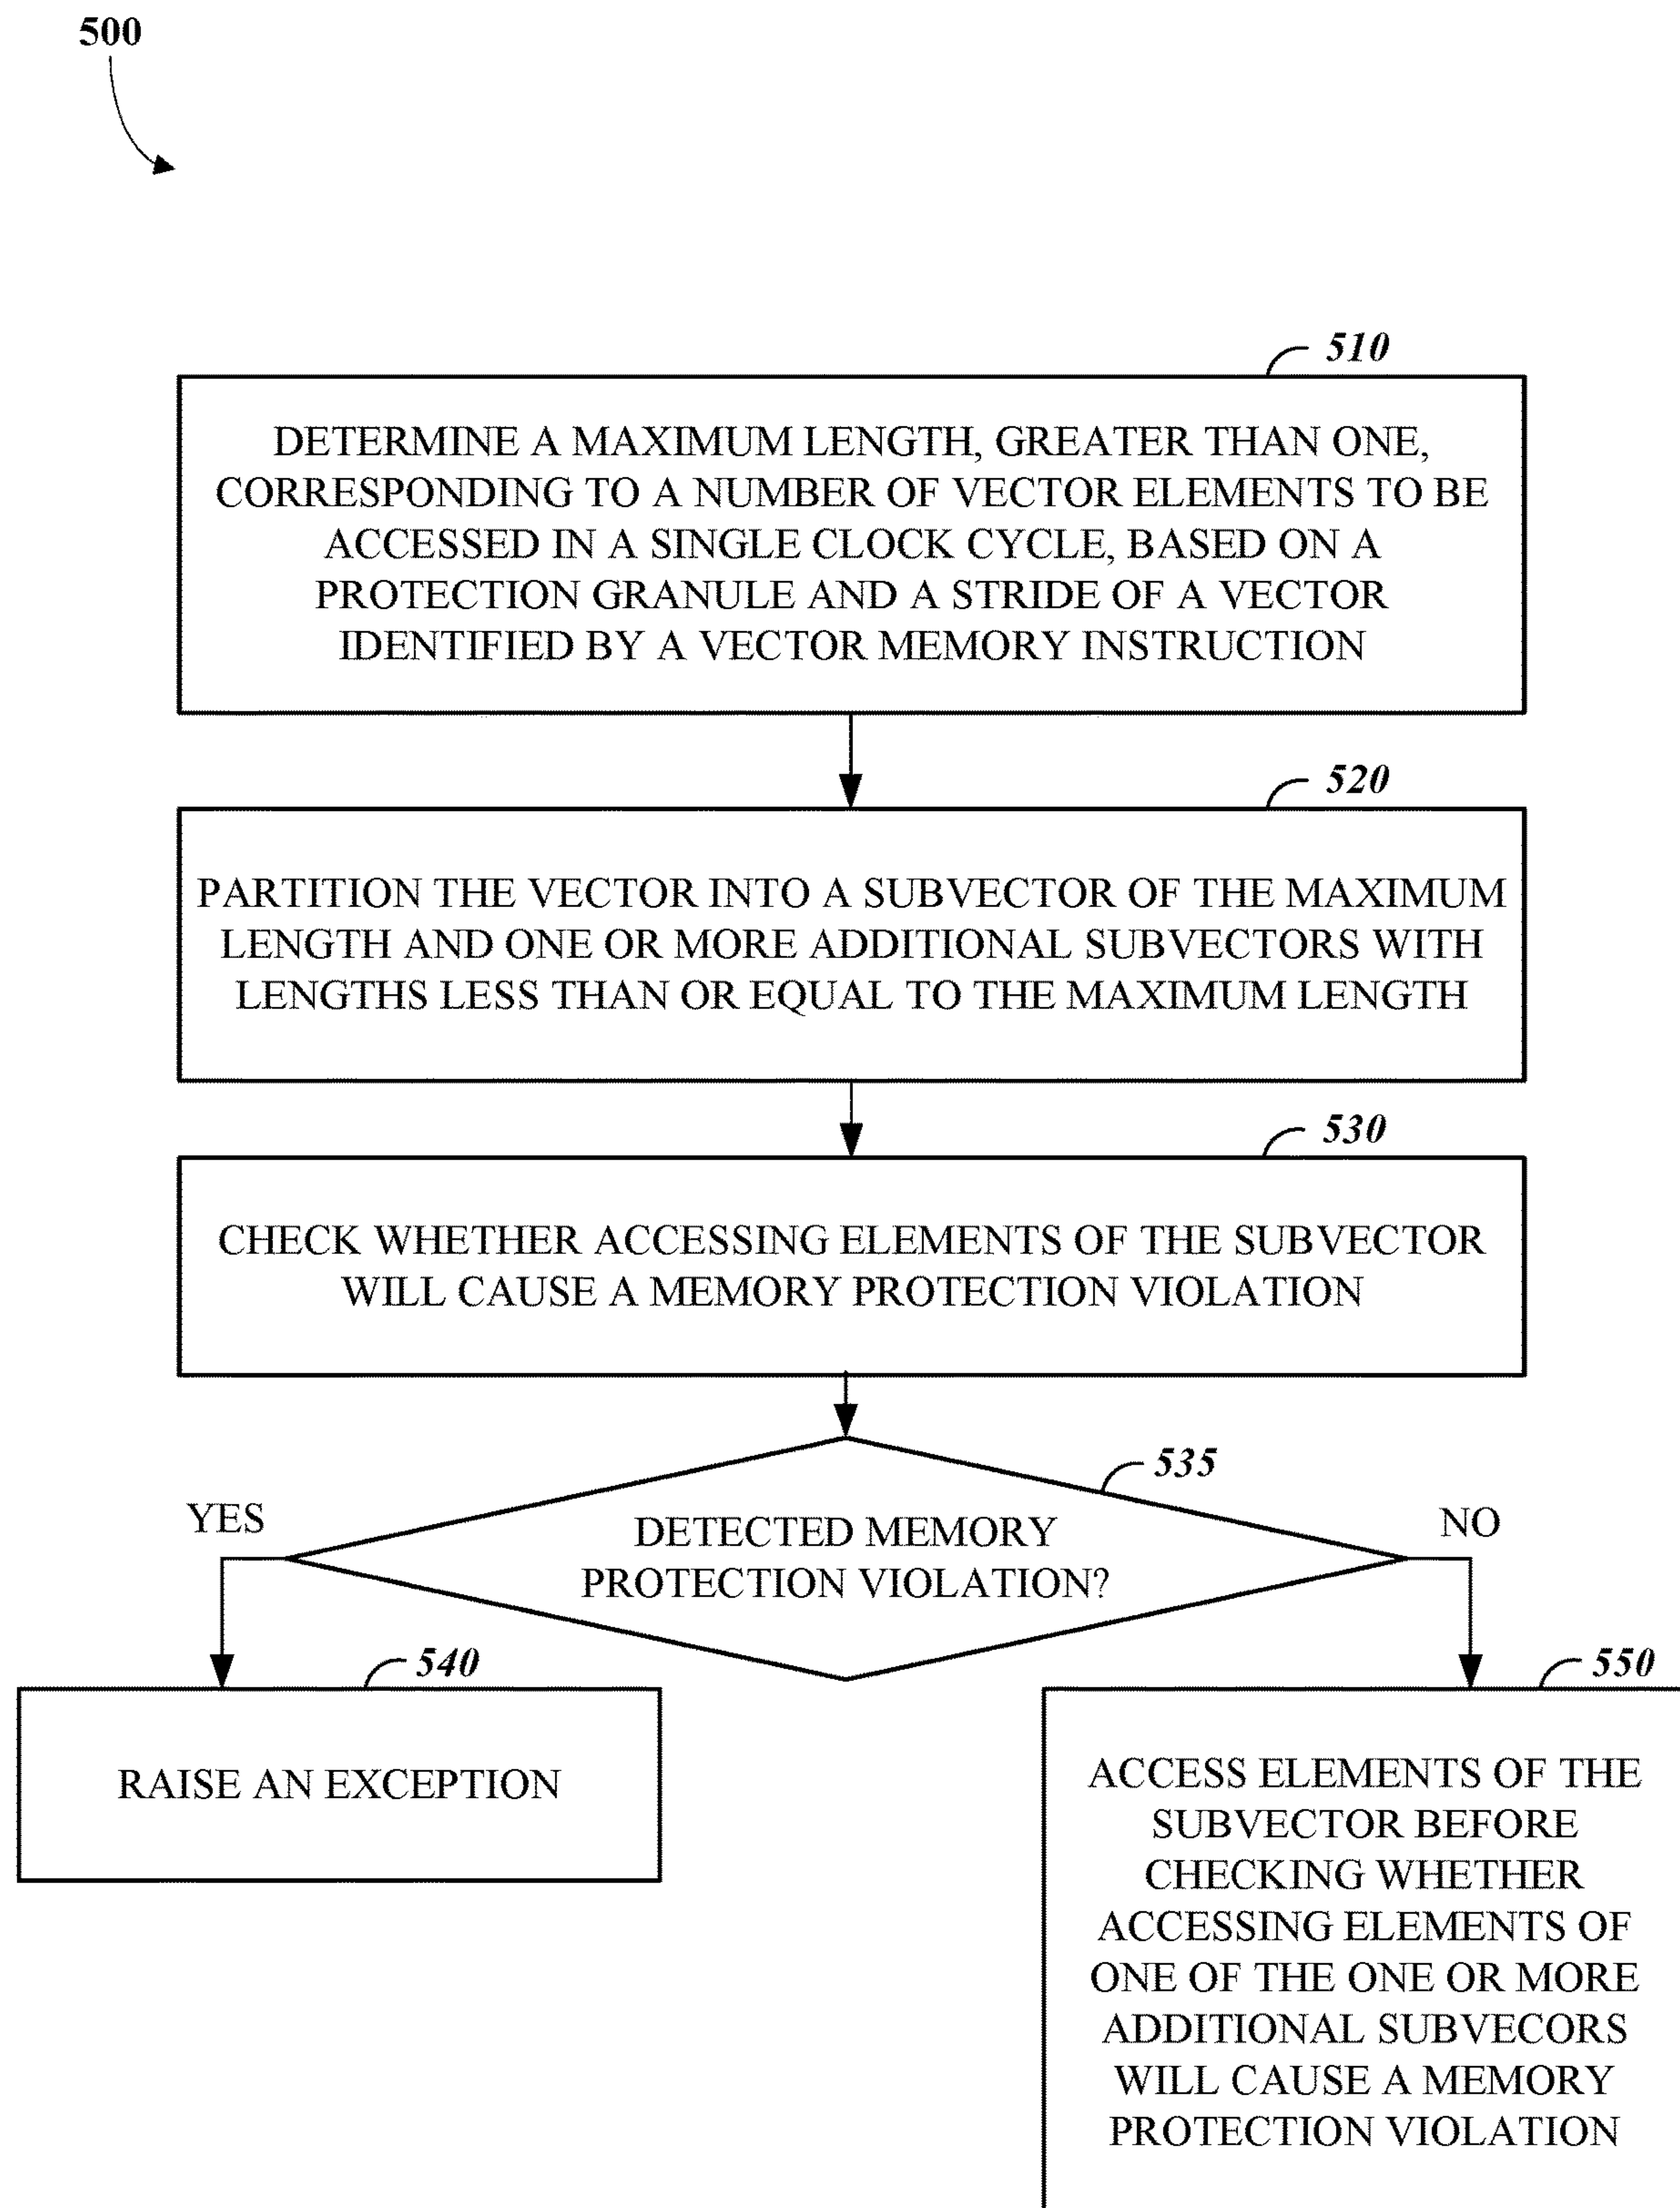 500
510
DETERMINE A MAXIMUM LENGTH, GREATER THAN ONE,
CORRESPONDING TO A NUMBER OF VECTOR ELEMENTS TO BE
ACCESSED IN A SINGLE CLOCK CYCLE, BASED ON A
PROTECTION GRANULE AND A STRIDE OF A VECTOR
IDENTIFIED BY A VECTOR MEMORY INSTRUCTION
520
PARTITION THE VECTOR INTO A SUBVECTOR OF THE MAXIMUM
LENGTH AND ONE OR MORE ADDITIONAL SUBVECTORS WITH
LENGTHS LESS THAN OR EQUAL TO THE MAXIMUM LENGTH
530
CHECK WHETHER ACCESSING ELEMENTS OF THE SUBVECTOR
WILL CAUSE A MEMORY PROTECTION VIOLATION
535
YES
NO
DETECTED MEMORY
PROTECTION VIOLATION?
540
RAISE AN EXCEPTION
550
ACCESS ELEMENTS OF THE
SUBVECTOR BEFORE
CHECKING WHETHER
ACCESSING ELEMENTS OF
ONE OF THE ONE OR MORE
ADDITIONAL SUBVECORS
WILL CAUSE A MEMORY
PROTECTION VIOLATION